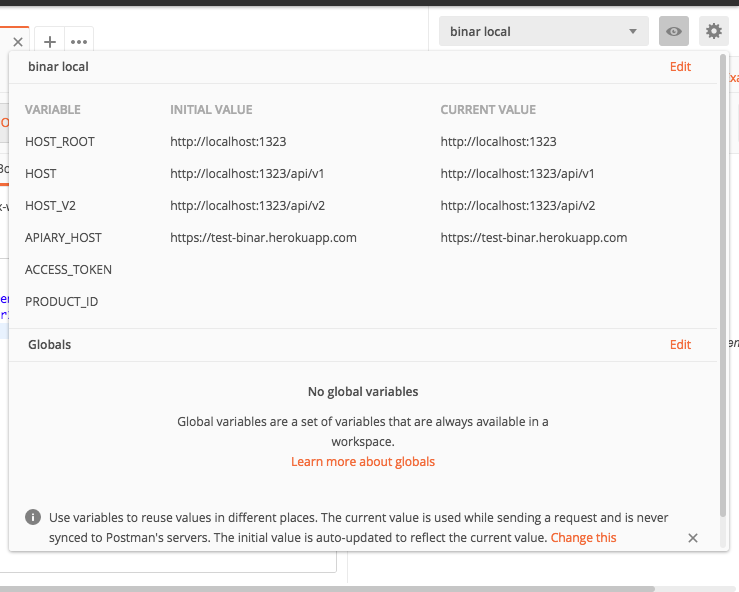 binar local
binar local Edit
VARIABLE INITIAL VALUE CURRENT VALUE
HOST_ROOT http://localhost:1323 http://localhost:1323
HOST http://localhost:1323/api/v1 http://localhost:1323/api/v1
HOST_V2 http://localhost:1323/api/v2 http://localhost:1323/api/v2
APIARY_HOST https://test-binar.herokuapp.com https://test-binar.herokuapp.com
ACCESS_TOKEN
PRODUCT_ID
Globals Edit
No global variables
Global variables are a set of variables that are always available in a
workspace.
Learn more about globals
Use variables to reuse values in different places. The current value is used while sending a request and is never
synced to Postman's servers. The initial value is auto-updated to reflect the current value. Change this